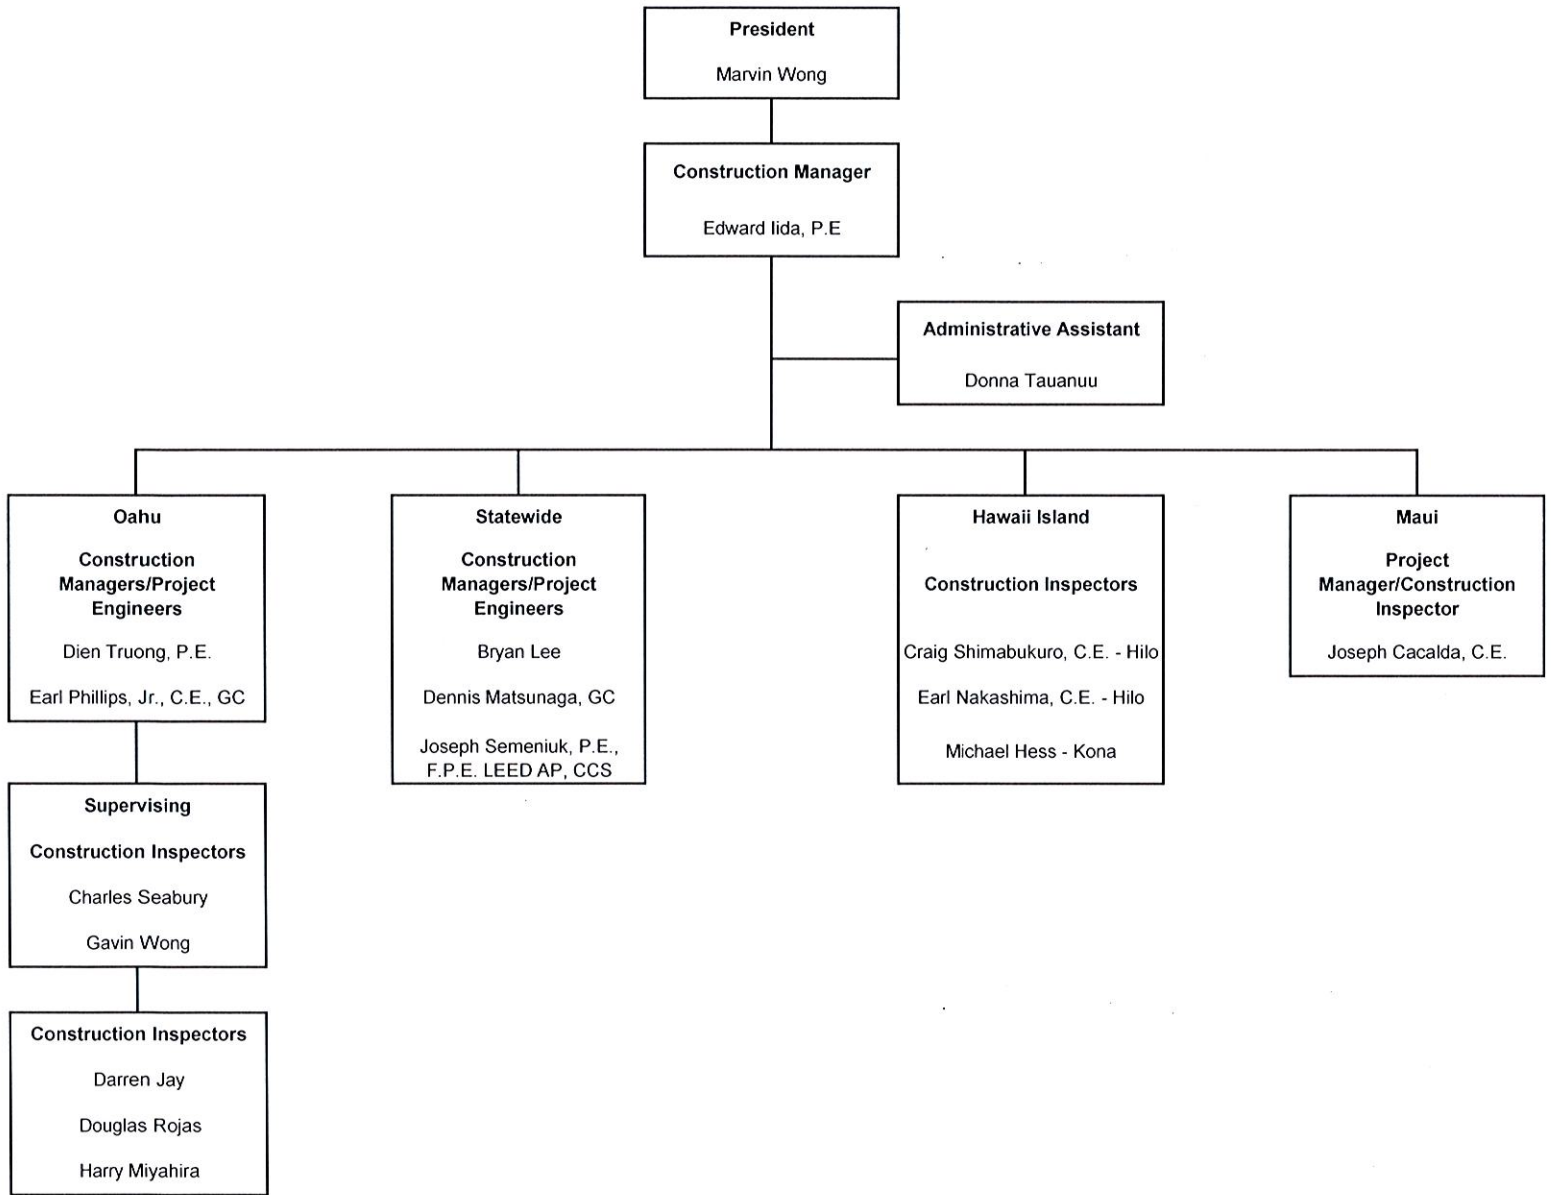 President
Marvin Wong
Construction Manager
Edward Iida, P.E
Administrative Assistant
Donna Tauanuu
Oahu
Construction
Managers/Project
Engineers
Dien Truong, P.E.
Earl Phillips, Jr., C.E., GC
Supervising
Construction Inspectors
Charles Seabury
Gavin Wong
Construction Inspectors
Darren Jay
Douglas Rojas
Harry Miyahira
Statewide
Construction
Managers/Project
Engineers
Bryan Lee
Dennis Matsunaga, GC
Joseph Semeniuk, P.E.,
F.P.E. LEED AP, CCS
Hawaii Island
Construction Inspectors
Craig Shimabukuro, C.E. - Hilo
Earl Nakashima, C.E. - Hilo
Michael Hess - Kona
Maui
Project
Manager/Construction
Inspector
Joseph Cacalda, C.E.